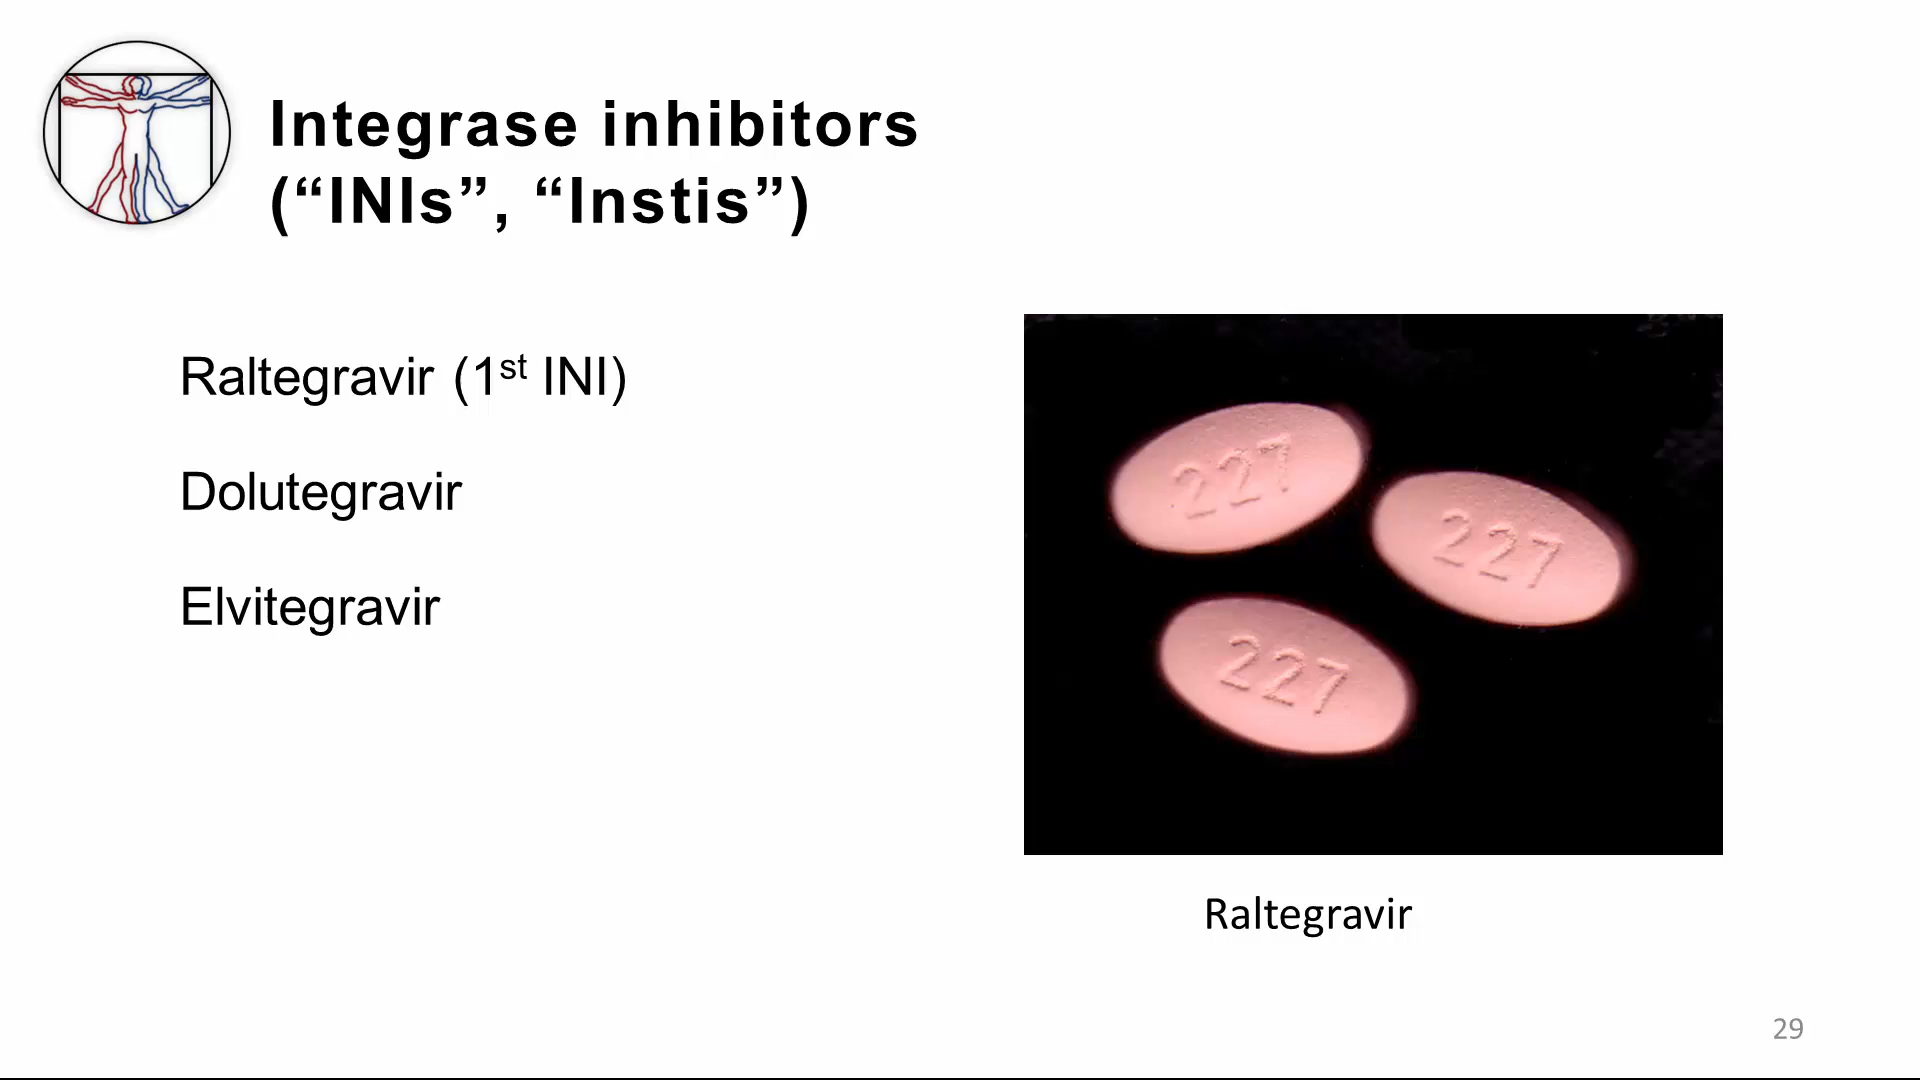 Integrase inhibitors
(“INIs”, “Instis”)
Raltegravir (1st INI)
Dolutegravir
Elvitegravir
227
227
227
Raltegravir
29